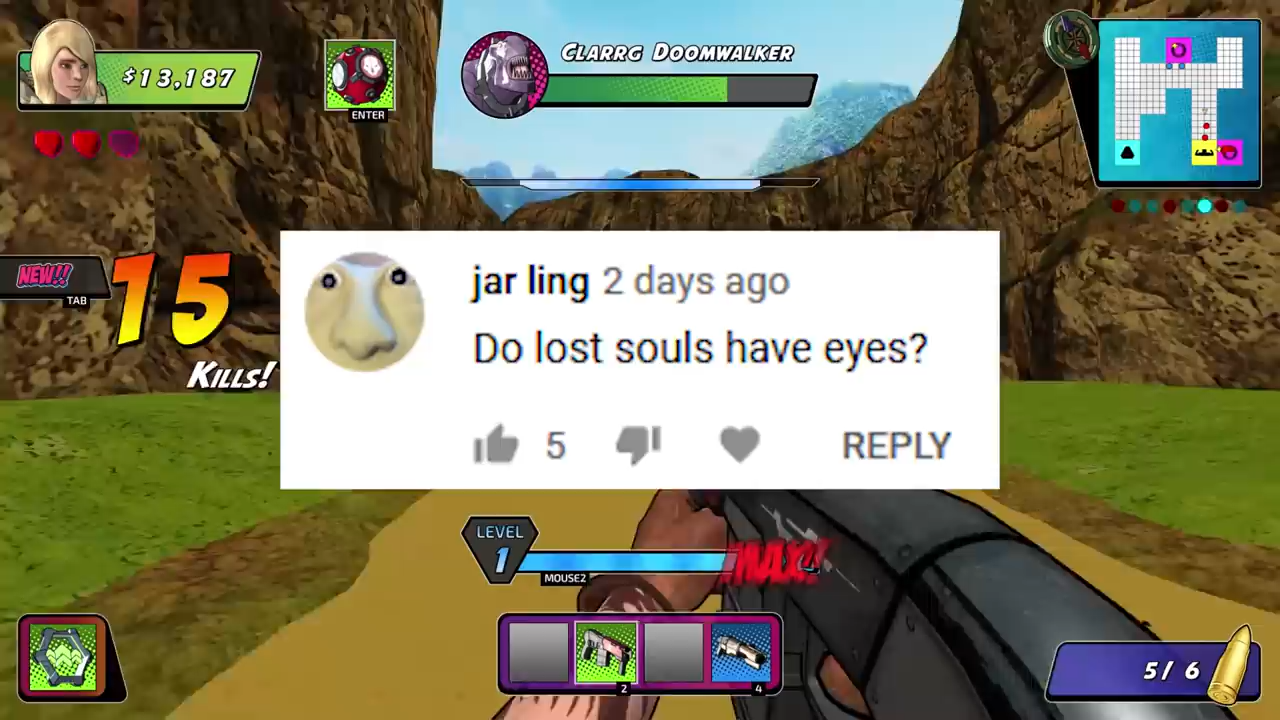 $13,187
ENTER
CLARRG DOOMWALKER
NEW!!
TAB
15
KILLS!
jar ling 2 days ago
Do lost souls have eyes?
5
REPLY
LEVEL
1
MAX!!
MOUSE2
2
4
5/ 6